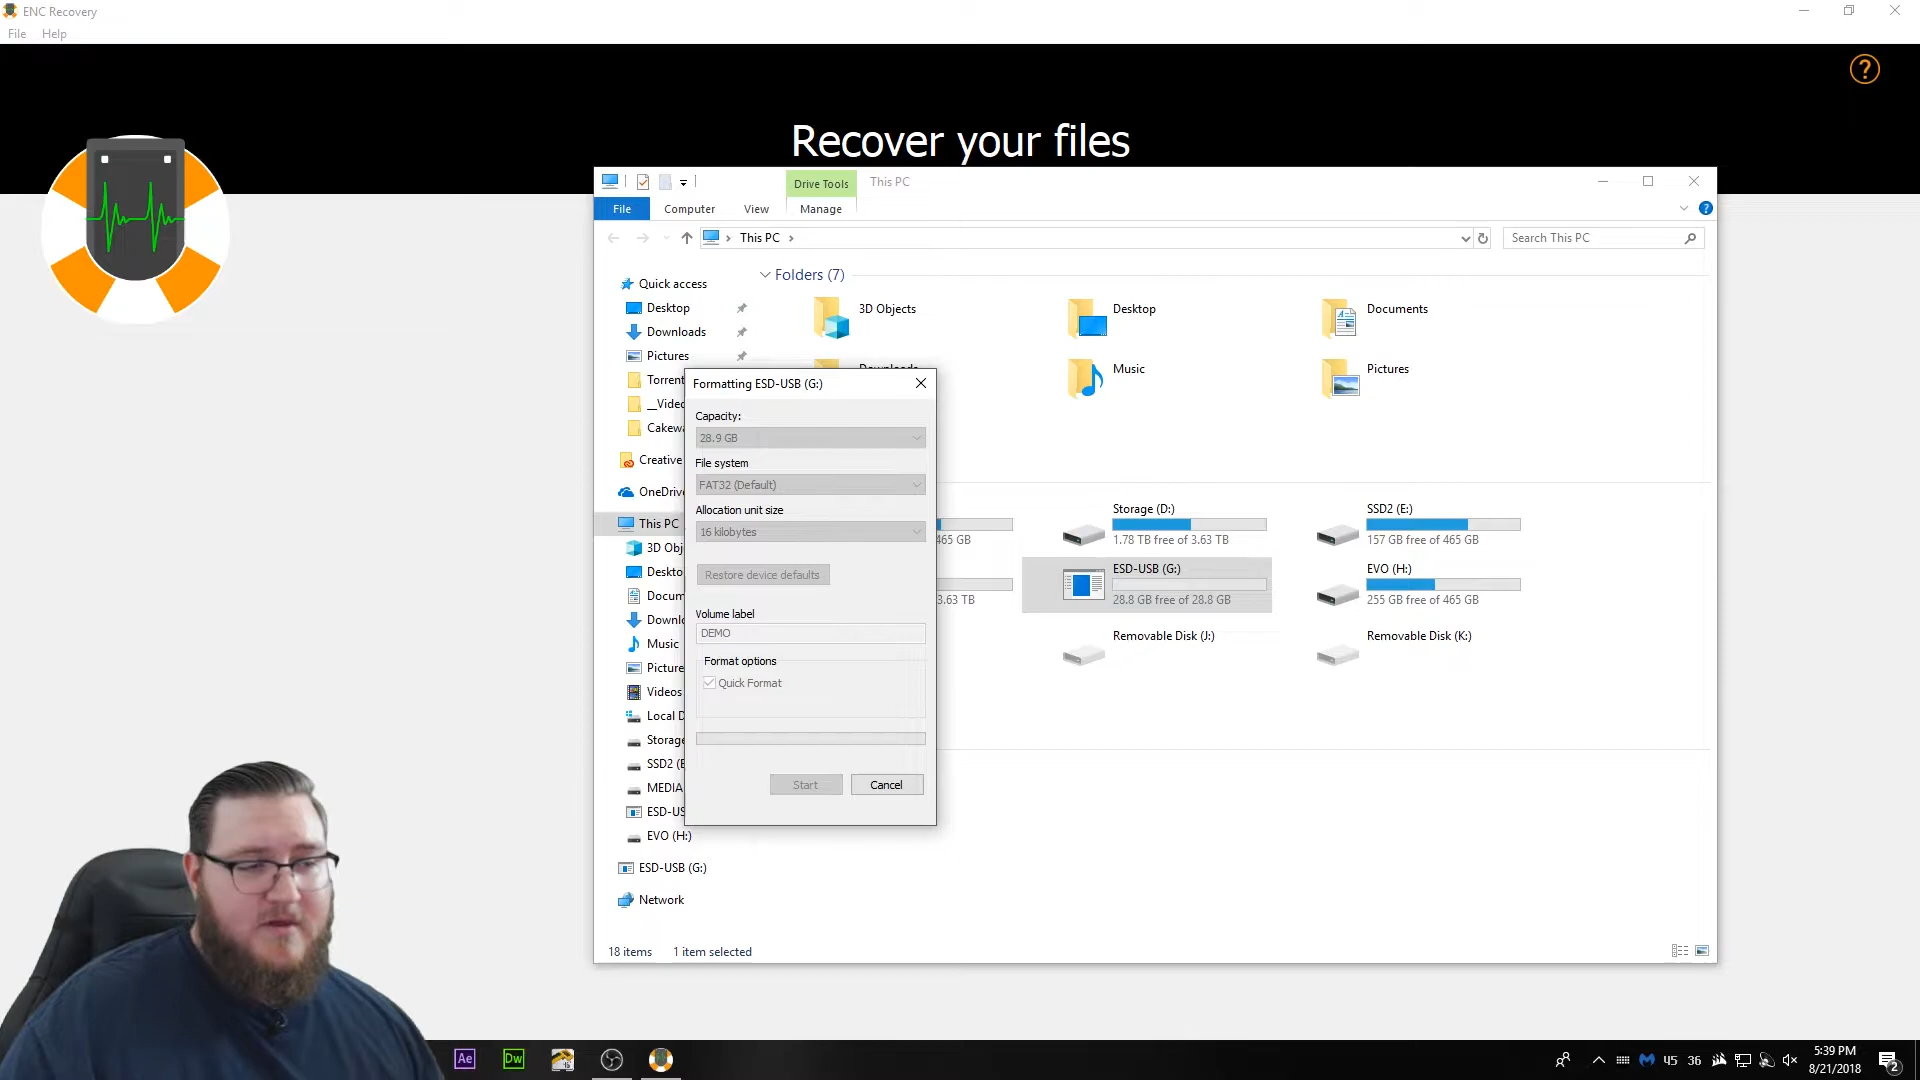 ENC Recovery
File Help
Recover your files
Drive Tools This PC
File Computer View Manage
This PC
Search This PC
Quick access
Desktop
Downloads
Pictures
Torrent
__Video
Cakewa
Creative
OneDrive
This PC
3D Obj
Deskto
Docum
Downlo
Music
Picture
Videos
Local D
Storage
SSD2 (E
MEDIA
ESD-US
EVO (H:)
ESD-USB (G:)
Network
Folders (7)
3D Objects
Desktop
Documents
Downloads
Music
Pictures
465 GB
Storage (D:)
1.78 TB free of 3.63 TB
SSD2 (E:)
157 GB free of 465 GB
3.63 TB
ESD-USB (G:)
28.8 GB free of 28.8 GB
EVO (H:)
255 GB free of 465 GB
Removable Disk (J:)
Removable Disk (K:)
Formatting ESD-USB (G:)
Capacity:
28.9 GB
File system
FAT32 (Default)
Allocation unit size
16 kilobytes
Restore device defaults
Volume label
DEMO
Format options
Quick Format
Start Cancel
18 items 1 item selected
Ae Dw
45 36
5:39 PM
8/21/2018
2